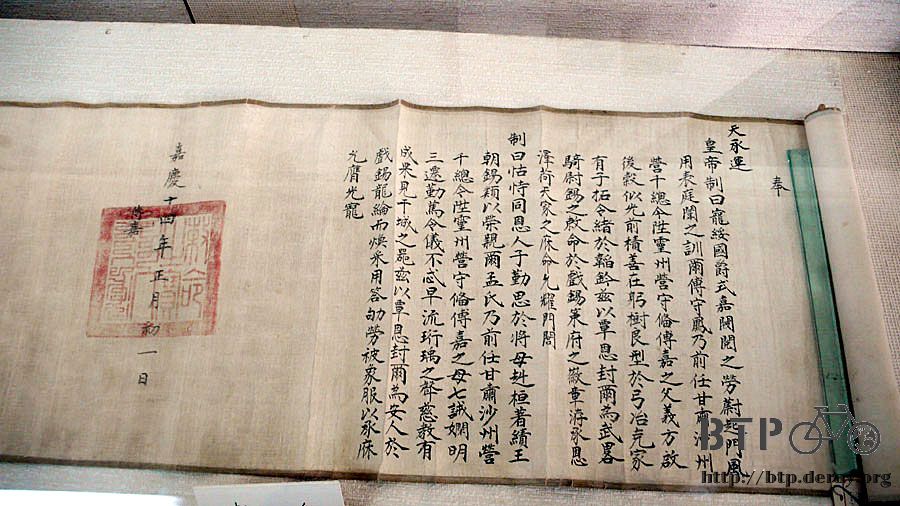 奉
天承運
皇帝制曰寵綏國爵式嘉閥閱之勞蔚起門風
用表庭闈之訓爾傅守鳳乃前任甘肅沙州
營千總今陞靈州營守備傅嘉之父義方啟
後穀似光前積善在躬樹良型於弓冶克家
有子拓令緒於韜鈐茲以覃恩封爾為武畧
騎尉錫之敕命於戲錫策府之徽章洊承恩
澤荷天家之庥命允耀門閭
制曰怙恃同恩人子勤思於將母赳桓著績王
朝錫類以榮親爾孟氏乃前任甘肅沙州營
千總今陞靈州營守備傅嘉之母七誡嫻明
三遷勤篤令儀不忒早流珩瑀之聲慈教有
成果見干城之器茲以覃恩封爾為安人於
戲錫龍綸而煥采用答劬勞被象服以承庥
允膺光寵
嘉慶十四年正月初一日
傅嘉
敕命
BTP
http://btp.derny.org